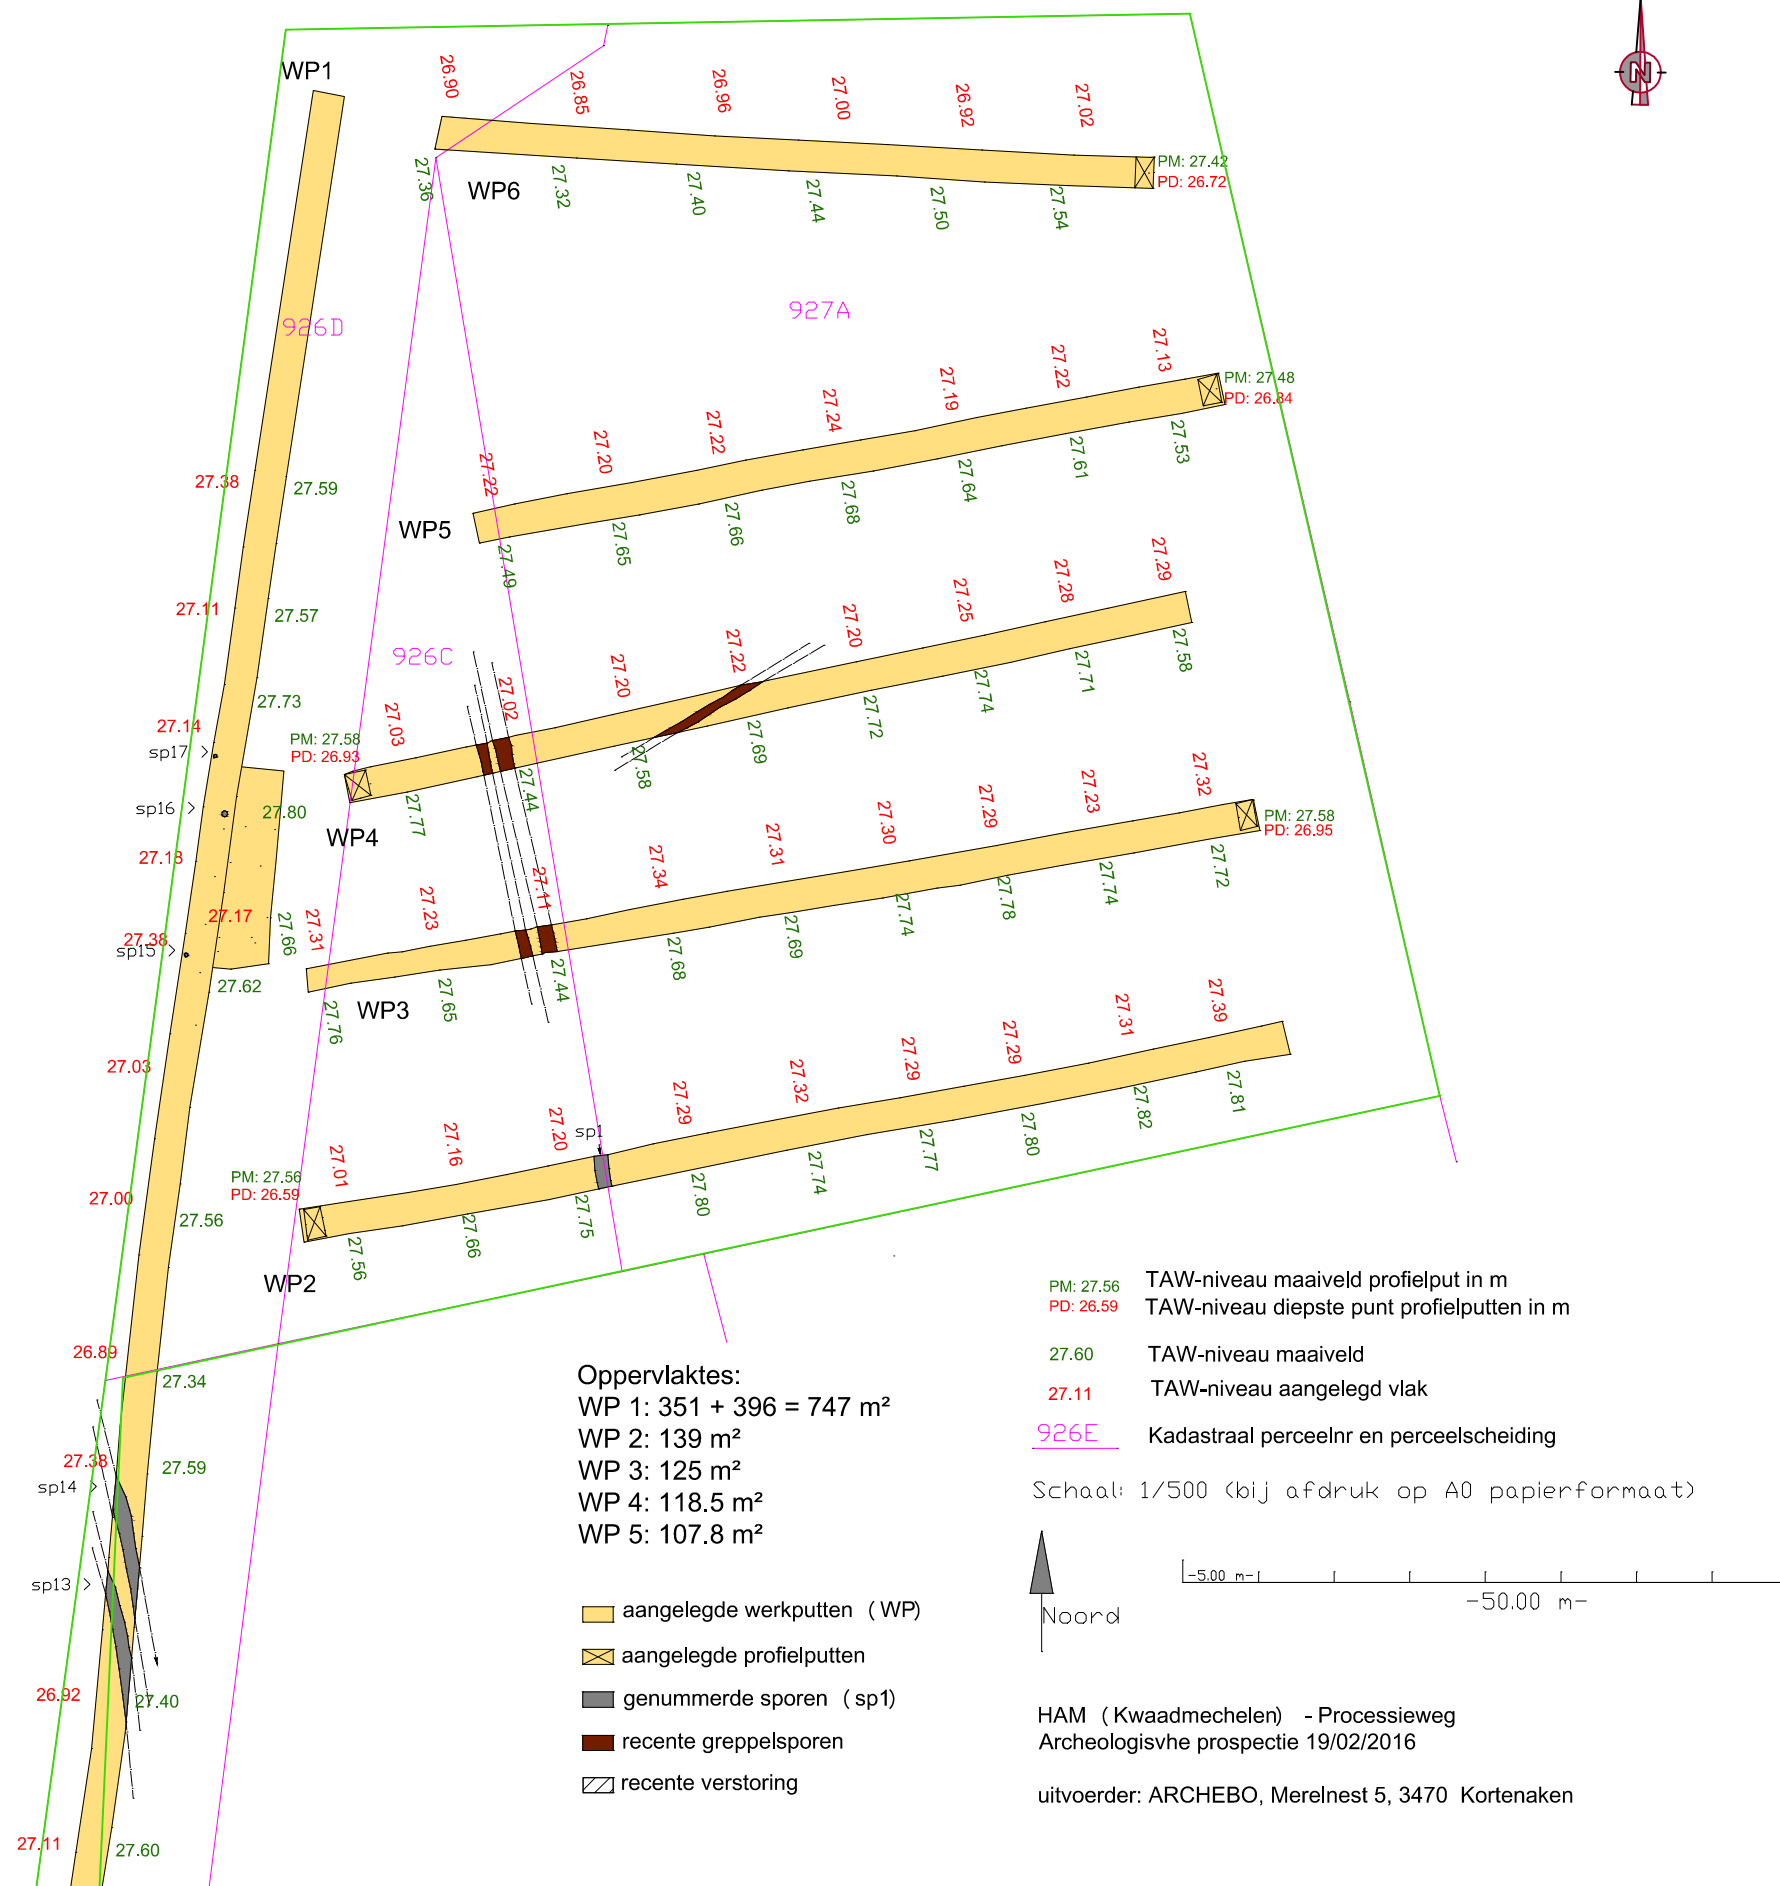 WP1
26.90
26.85
26.96
27.00
26.92
27.02
N
PM: 27.42
PD: 26.72
27.36
WP6
27.32
27.40
27.44
27.50
27.54
926D
927A
27.13
27.22
27.19
27.24
27.22
27.20
27.22
PM: 27.48
PD: 26.84
27.38
27.59
WP5
27.49
27.65
27.66
27.68
27.64
27.61
27.53
27.11
27.57
926C
27.29
27.28
27.25
27.20
27.22
27.20
27.02
27.03
27.73
27.14
sp17
PM: 27.58
PD: 26.93
27.58
27.71
27.74
27.72
27.69
27.58
27.44
27.77
sp16
27.80
WP4
27.18
27.32
27.23
27.29
27.30
27.31
27.34
27.11
27.23
27.31
PM: 27.58
PD: 26.95
27.17
27.38
sp15
27.66
27.62
27.76
WP3
27.65
27.44
27.68
27.69
27.74
27.78
27.74
27.72
27.03
27.39
27.31
27.29
27.29
27.32
27.29
sp1
27.20
27.16
27.01
PM: 27.56
PD: 26.59
27.00
27.56
WP2
27.56
27.66
27.75
27.80
27.74
27.77
27.80
27.82
27.81
26.89
27.34
27.38
27.59
sp14
sp13
26.92
27.40
27.11
27.60
PM: 27.56 TAW-niveau maaiveld profielput in m
PD: 26.59 TAW-niveau diepste punt profielputten in m
27.60 TAW-niveau maaiveld
27.11 TAW-niveau aangelegd vlak
926E Kadastraal perceelnr en perceelscheiding
Schaal: 1/500 (bij afdruk op A0 papierformaat)
Oppervlaktes:
WP 1: 351 + 396 = 747 m²
WP 2: 139 m²
WP 3: 125 m²
WP 4: 118.5 m²
WP 5: 107.8 m²
-5.00 m-
-50.00 m-
Noord
aangelegde werkputten (WP)
aangelegde profielputten
genummerde sporen (sp1)
recente greppelsporen
recente verstoring
HAM (Kwaadmechelen) - Processieweg
Archeologisvhe prospectie 19/02/2016
uitvoerder: ARCHEBO, Merelnest 5, 3470 Kortenaken